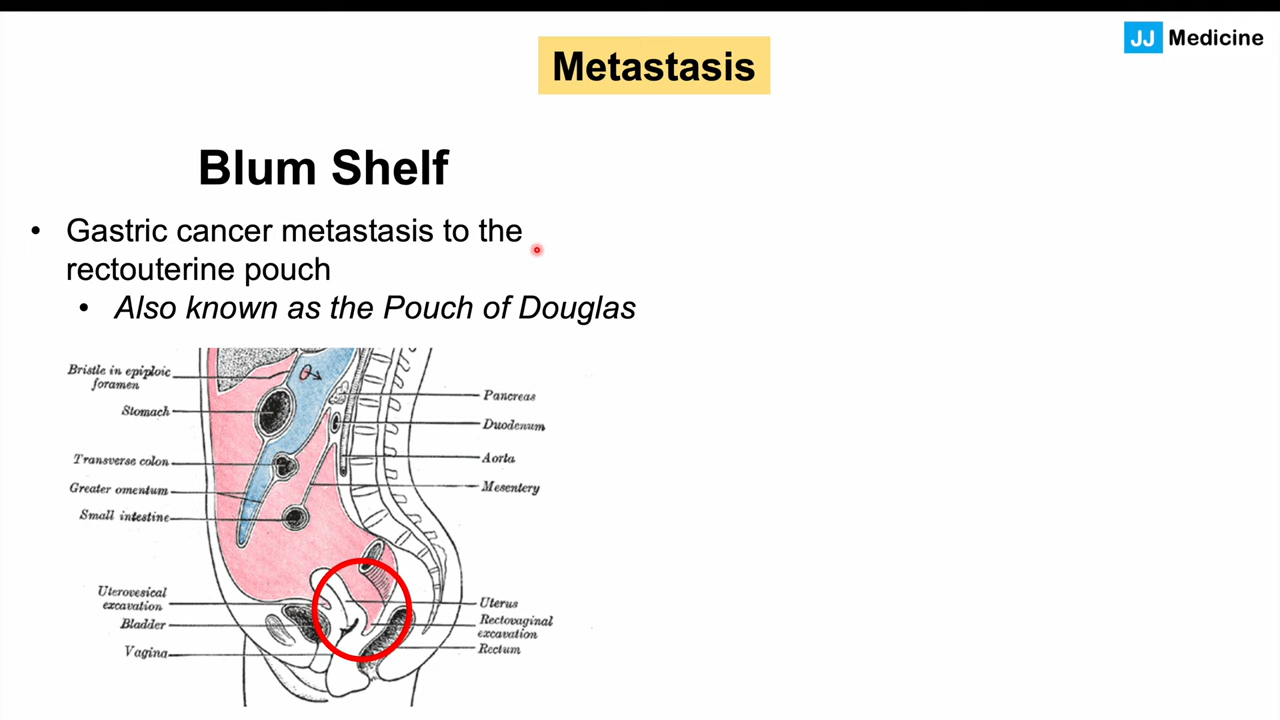 JJ Medicine
Metastasis
Blum Shelf
• Gastric cancer metastasis to the
rectouterine pouch
• Also known as the Pouch of Douglas
Bristle in epiploic
foramen
Stomach
Transverse colon
Greater omentum
Small intestine
Uterovesical
excavation
Bladder
Vagina
Pancreas
Duodenum
Aorta
Mesentery
Uterus
Rectovaginal
excavation
Rectum